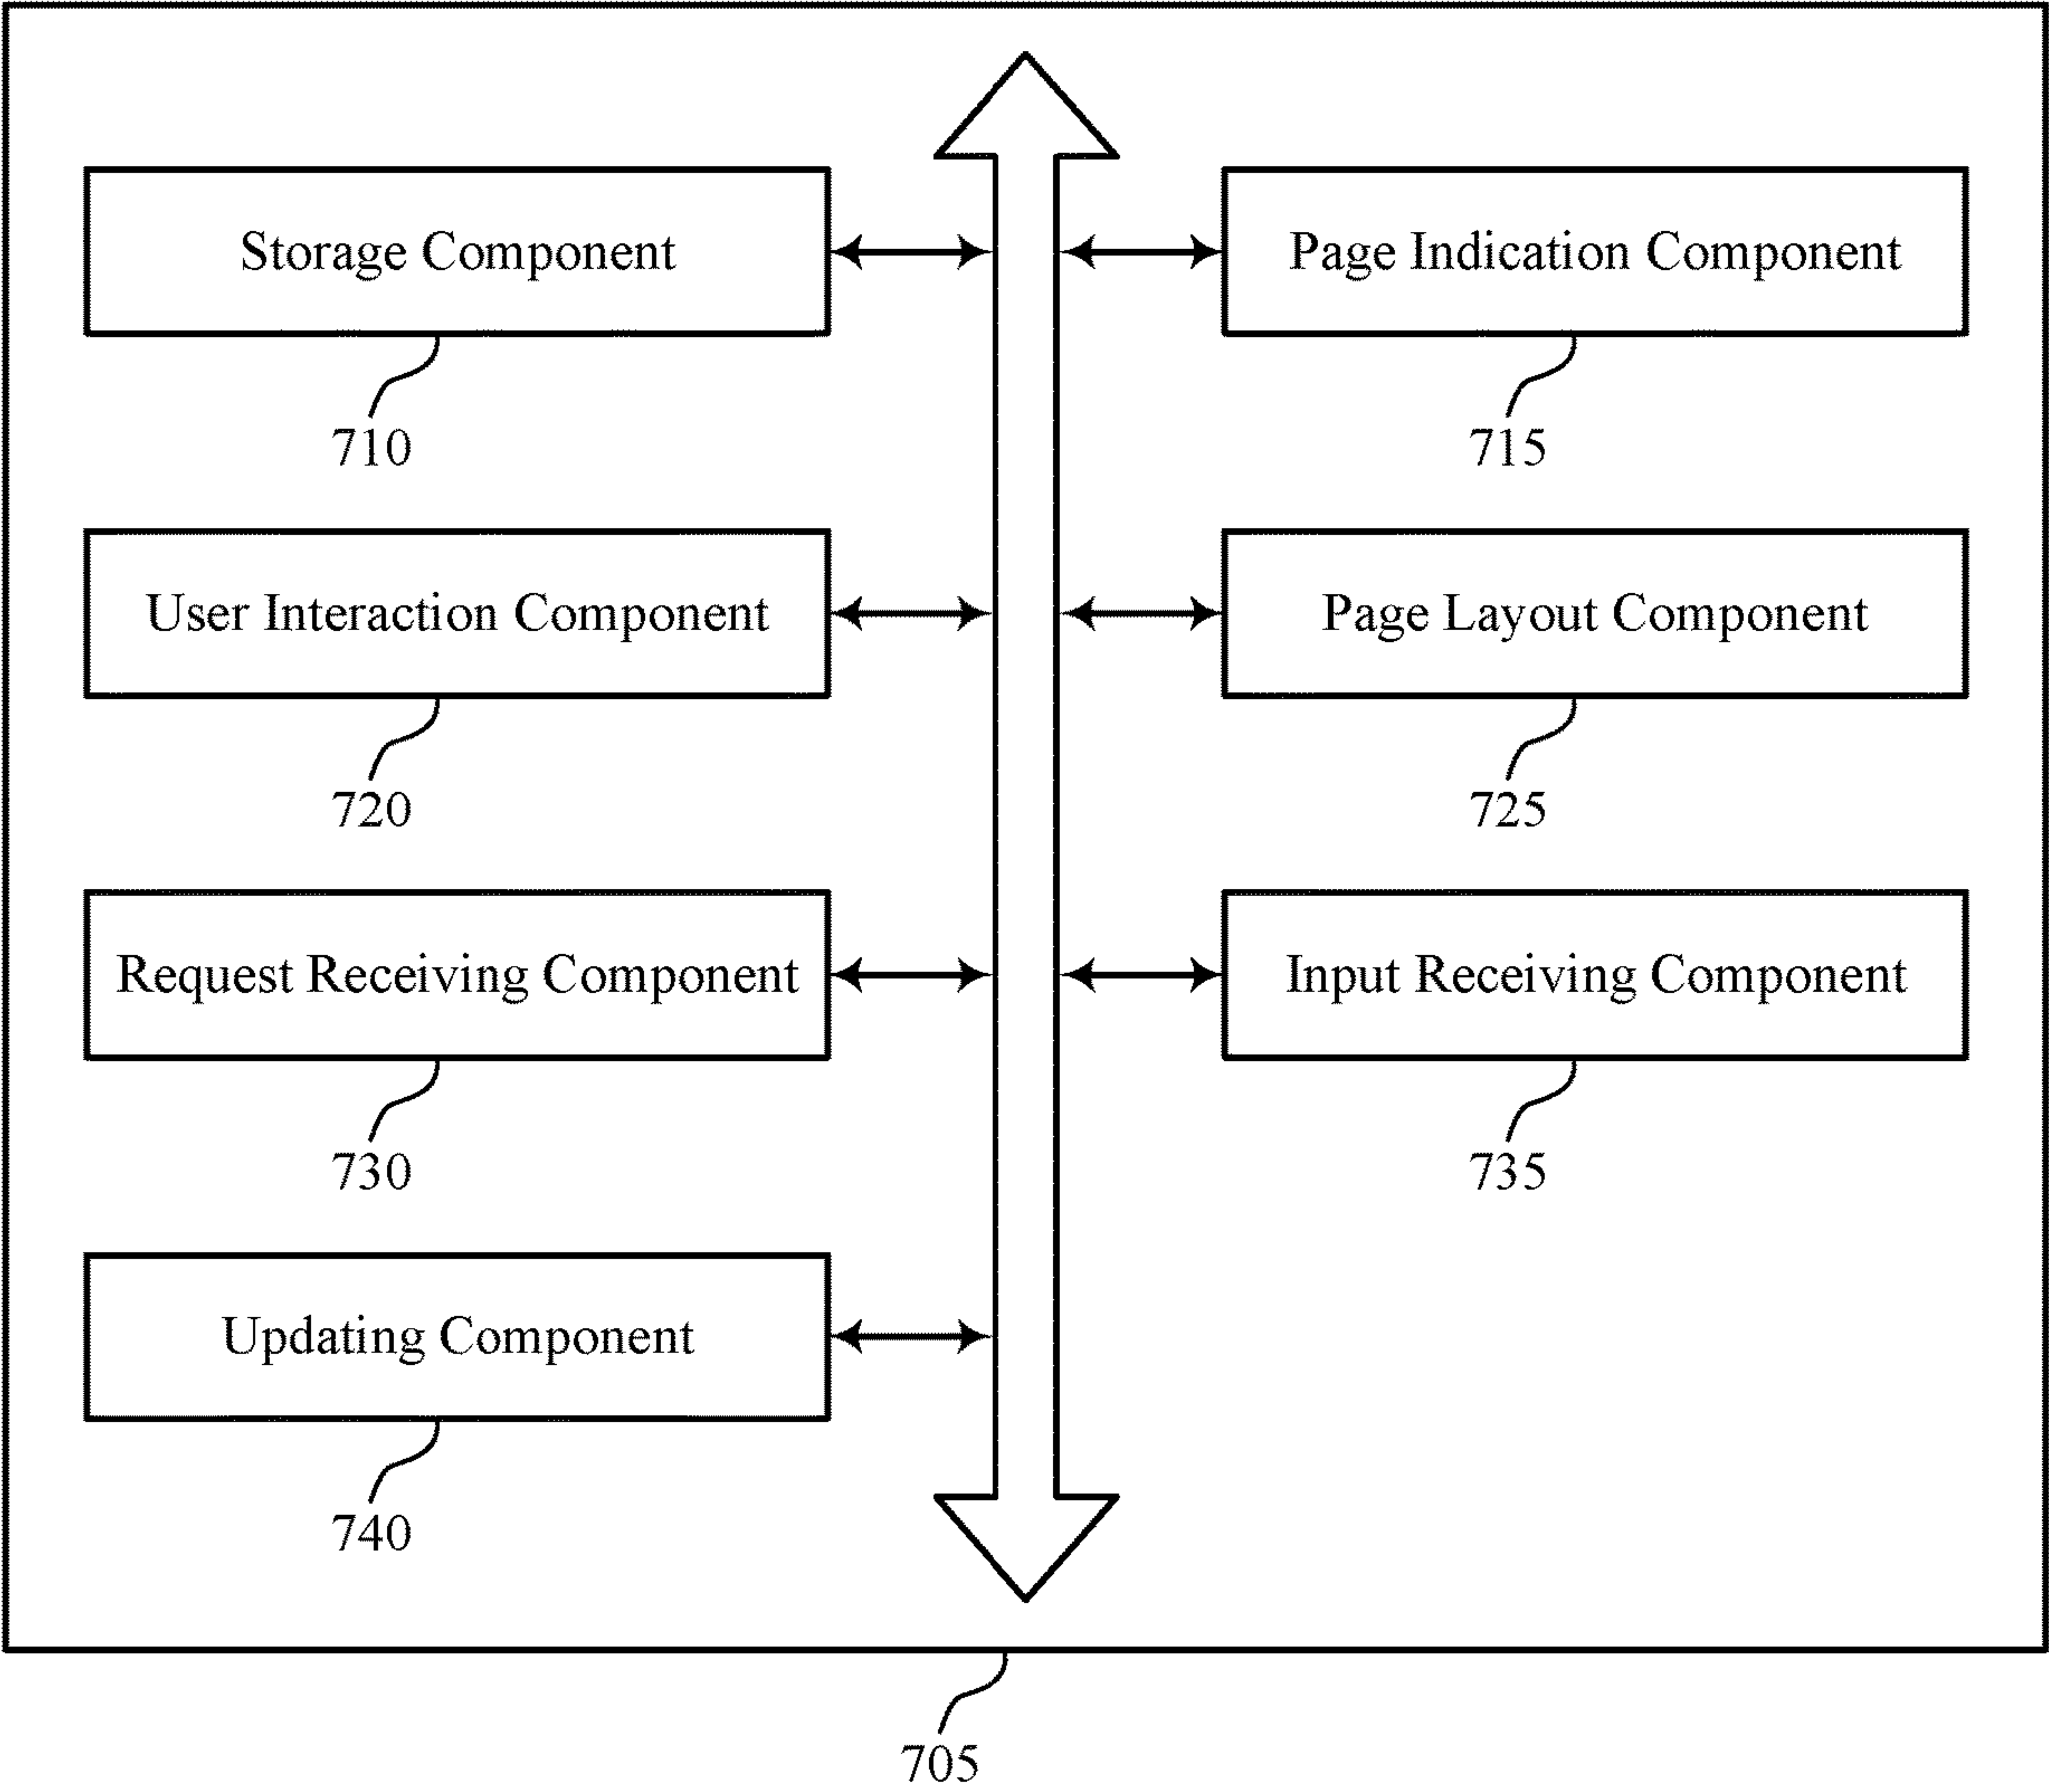 Storage Component
Page Indication Component
710
715
User Interaction Component
Page Layout Component
720
725
Request Receiving Component
Input Receiving Component
730
735
Updating Component
740
705